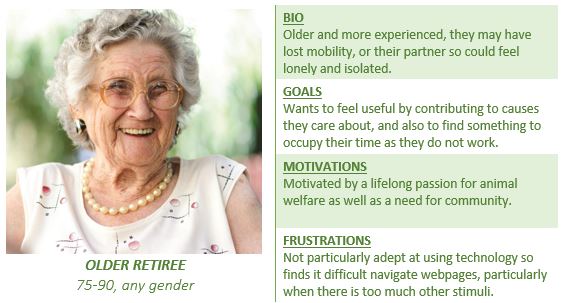 BIO
Older and more experienced, they may have
lost mobility, or their partner so could feel
lonely and isolated.
GOALS
Wants to feel useful by contributing to causes
they care about, and also to find something to
occupy their time as they do not work.
MOTIVATIONS
Motivated by a lifelong passion for animal
welfare as well as a need for community.
FRUSTRATIONS
Not particularly adept at using technology so
finds it difficult navigate webpages, particularly
when there is too much other stimuli.
OLDER RETIREE
75-90, any gender